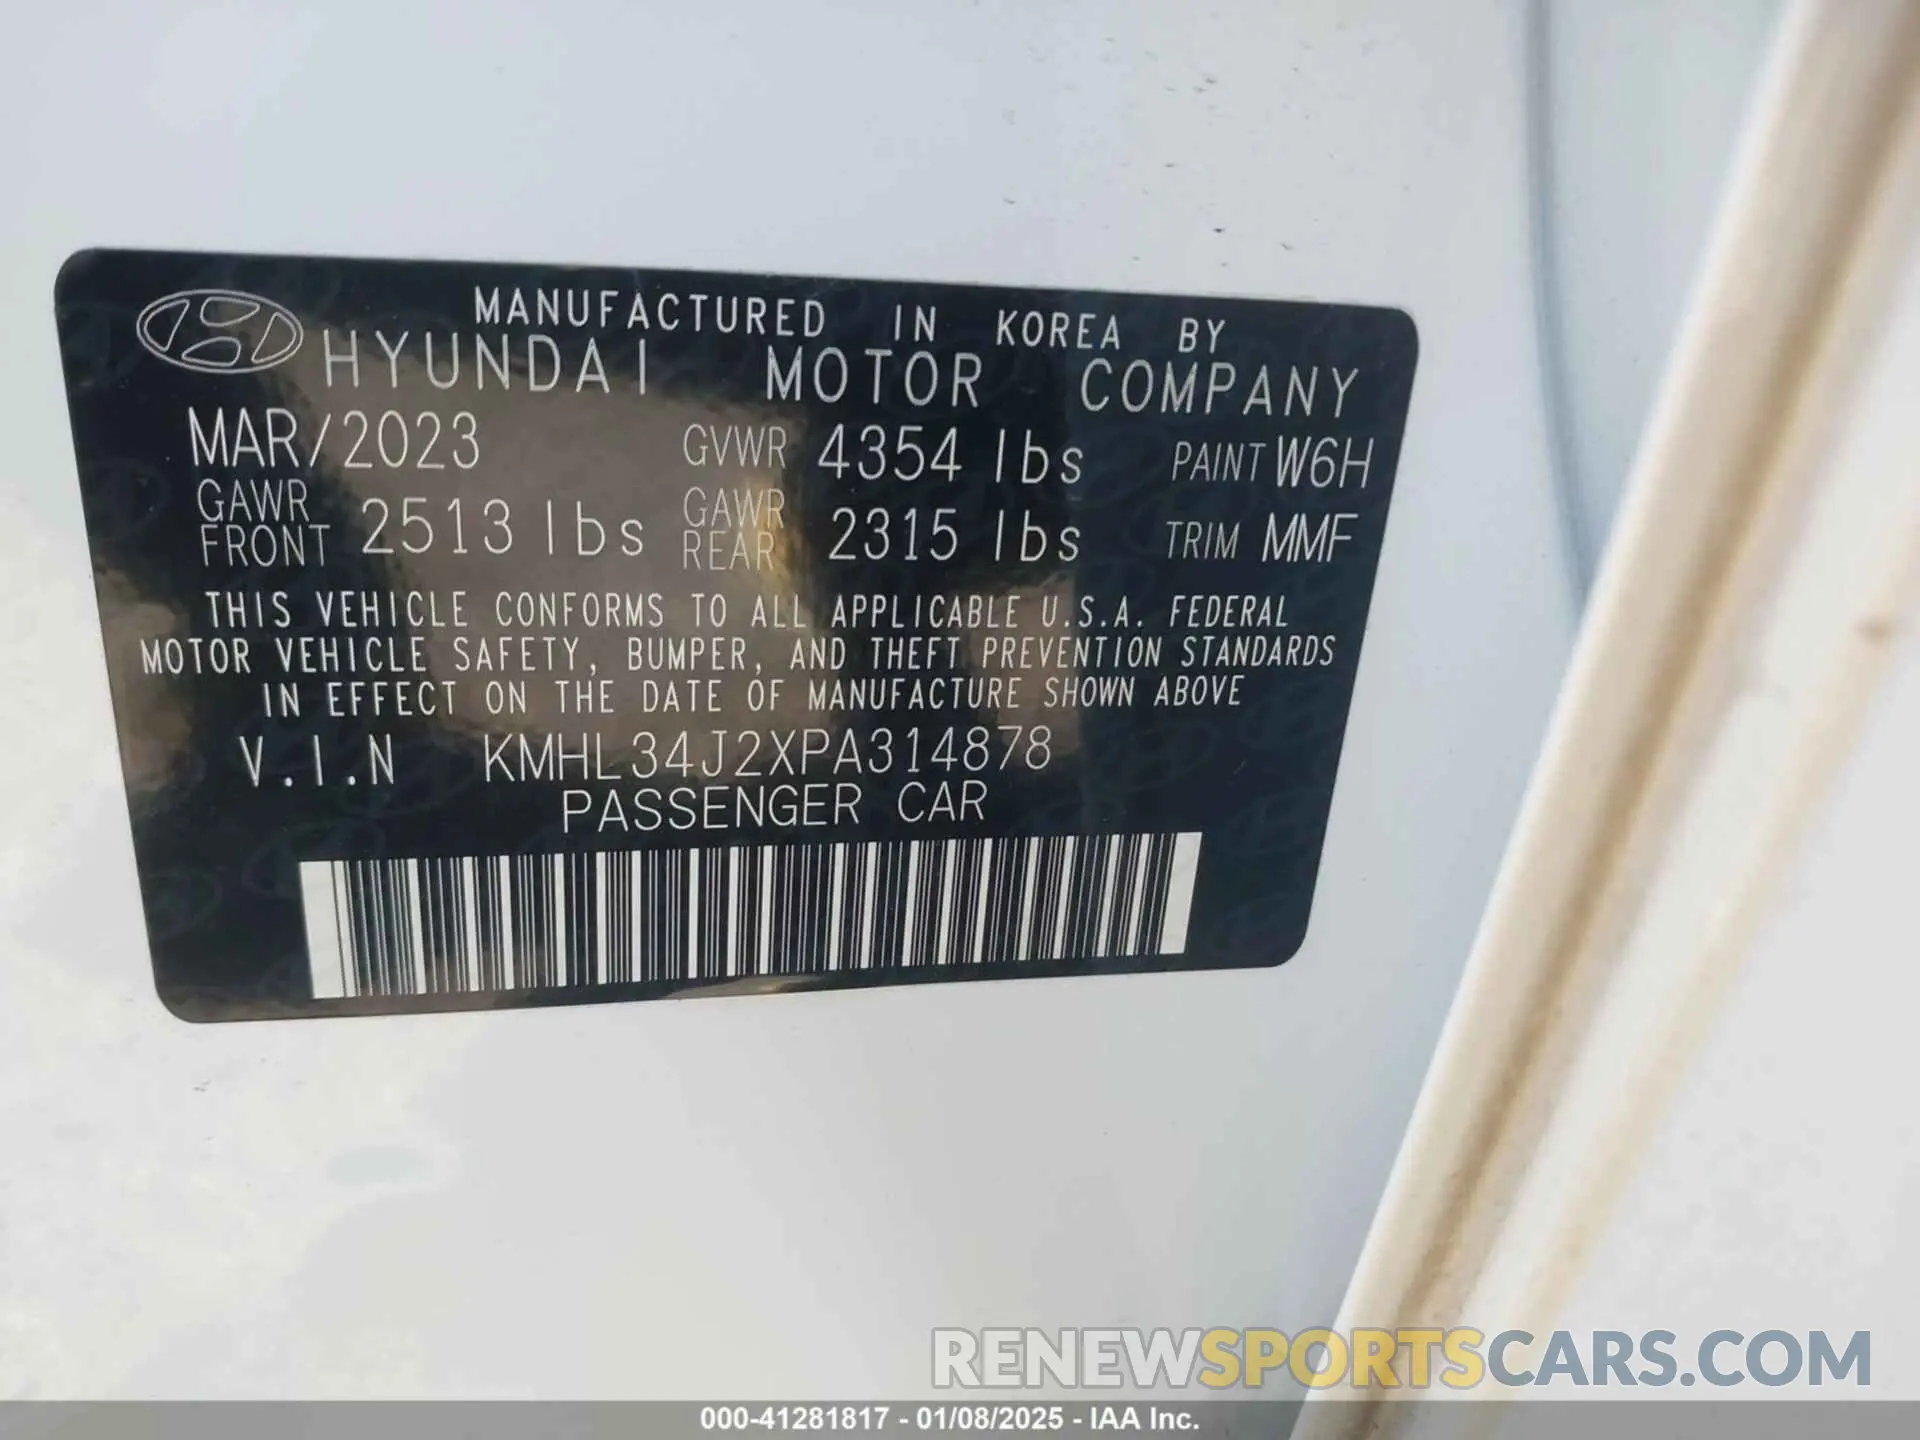 MANUFACTURED IN KOREA BY
HYUNDAI MOTOR COMPANY
MAR/2023 GVWR 4354 lbs PAINT W6H
GAWR FRONT 2513 lbs GAWR REAR 2315 lbs TRIM MMF
THIS VEHICLE CONFORMS TO ALL APPLICABLE U.S.A. FEDERAL
MOTOR VEHICLE SAFETY, BUMPER, AND THEFT PREVENTION STANDARDS
IN EFFECT ON THE DATE OF MANUFACTURE SHOWN ABOVE
V.I.N KMHL34J2XPA314878
PASSENGER CAR
RENEWSPORTSCARS.COM
000-41281817 - 01/08/2025 - IAA Inc.